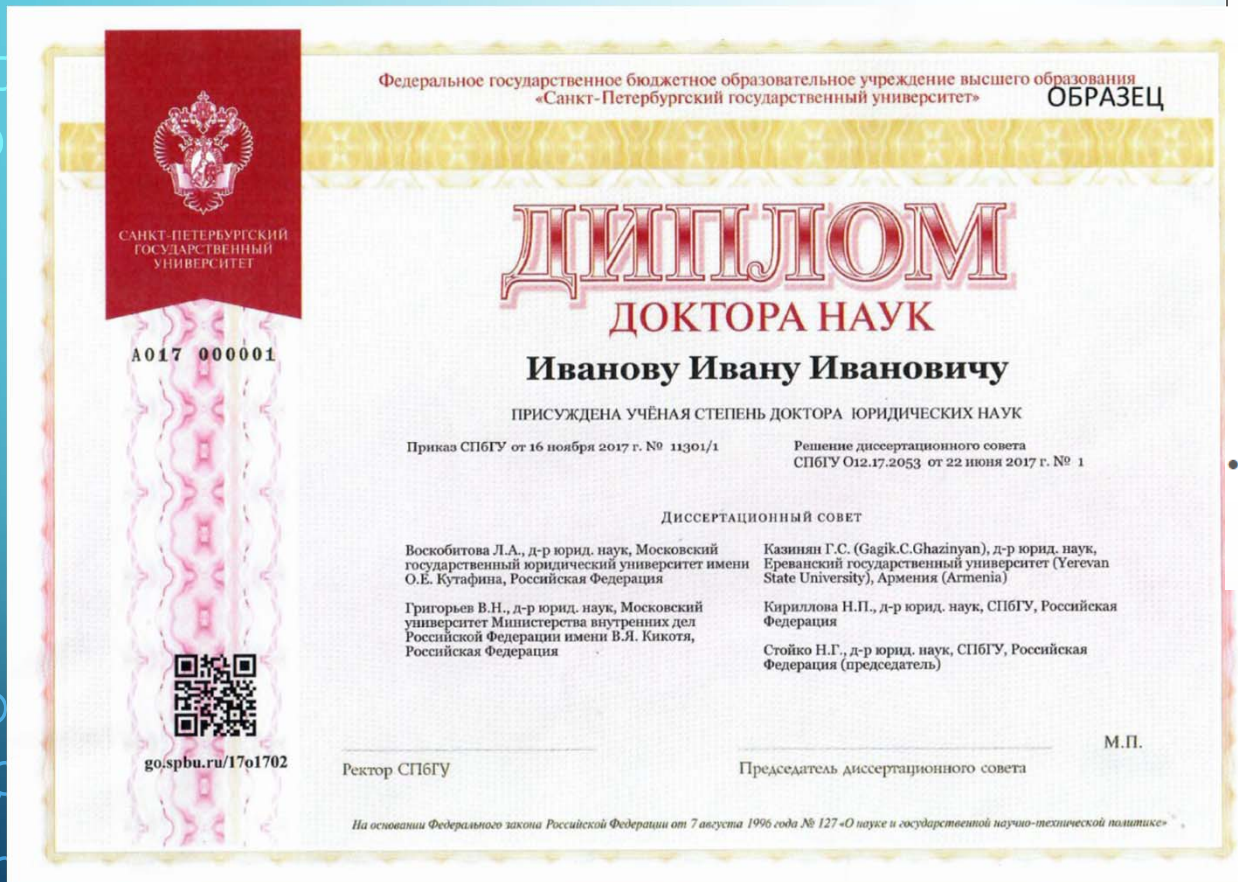 Федеральное государственное бюджетное образовательное учреждение высшего образования
«Санкт-Петербургский государственный университет»
ОБРАЗЕЦ
САНКТ-ПЕТЕРБУРГСКИЙ
ГОСУДАРСТВЕННЫЙ
УНИВЕРСИТЕТ
ДИПЛОМ
ДОКТОРА НАУК
А017 000001
Иванову Ивану Ивановичу
ПРИСУЖДЕНА УЧЁНАЯ СТЕПЕНЬ ДОКТОРА ЮРИДИЧЕСКИХ НАУК
Приказ СПбГУ от 16 ноября 2017 г. № 11301/1
Решение диссертационного совета
СПбГУ О12.17.2053 от 22 июня 2017 г. № 1
ДИССЕРТАЦИОННЫЙ СОВЕТ
Воскобитова Л.А., д-р юрид. наук, Московский
государственный юридический университет имени
О.Е. Кутафина, Российская Федерация
Григорьев В.Н., д-р юрид. наук, Московский
университет Министерства внутренних дел
Российской Федерации имени В.Я. Кикотя,
Российская Федерация
Казинян Г.С. (Gagik.C.Ghazinyan), д-р юрид. наук,
Ереванский государственный университет (Yerevan
State University), Армения (Armenia)
Кириллова Н.П., д-р юрид. наук, СПбГУ, Российская
Федерация
Стойко Н.Г., д-р юрид. наук, СПбГУ, Российская
Федерация (председатель)
go.spbu.ru/17o1702
Ректор СПбГУ
Председатель диссертационного совета
М.П.
На основании Федерального закона Российской Федерации от 7 августа 1996 года № 127 «О науке и государственной научно-технической политике»